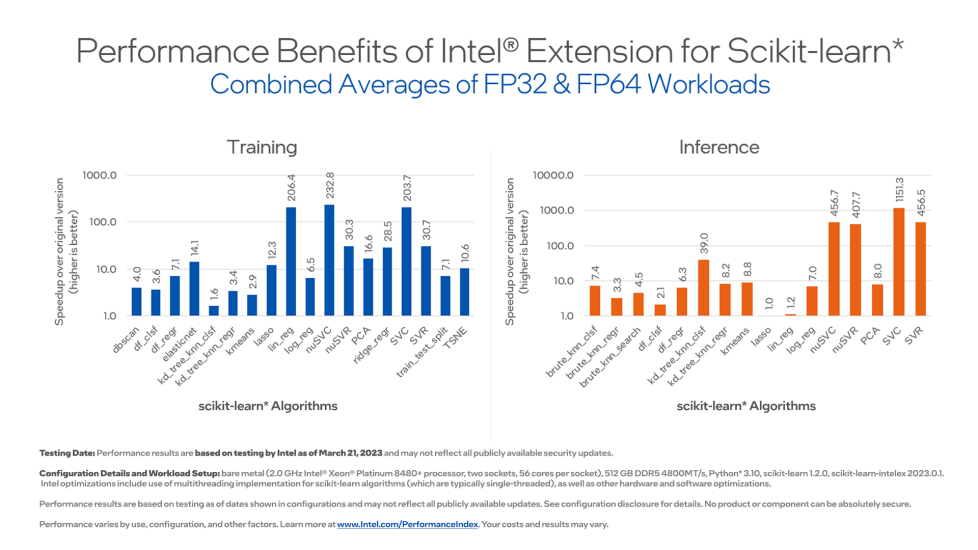 Performance Benefits of Intel® Extension for Scikit-learn*
Combined Averages of FP32 & FP64 Workloads
Training
Speedup over original version
(higher is better)
1000.0
100.0
10.0
1.0
4.0
3.6
7.1
14.1
1.6
3.4
2.9
12.3
206.4
6.5
232.8
30.3
16.6
28.5
203.7
30.7
7.1
10.6
dbscan
df_clsf
df_regr
elasticnet
kd_tree_knn_clsf
kd_tree_knn_regr
kmeans
lasso
lin_reg
log_reg
nuSVC
nuSVR
PCA
ridge_reg
SVC
SVR
train_test_split
TSNE
scikit-learn* Algorithms
Inference
Speedup over original version
(higher is better)
10000.0
1000.0
100.0
10.0
1.0
7.4
3.3
4.5
2.1
6.3
39.0
8.2
8.8
1.0
1.2
7.0
456.7
407.7
8.0
1151.3
456.5
brute_knn_clsf
brute_knn_regr
brute_knn_search
df_clsf
df_regr
kd_tree_knn_clsf
kd_tree_knn_regr
kmeans
lasso
lin_reg
log_reg
nuSVC
nuSVR
PCA
SVC
SVR
scikit-learn* Algorithms
Testing Date: Performance results are based on testing by Intel as of March 21, 2023 and may not reflect all publicly available security updates.
Configuration Details and Workload Setup: bare metal (2.0 GHz Intel® Xeon® Platinum 8480+ processor, two sockets, 56 cores per socket), 512 GB DDR5 4800MT/s, Python* 3.10, scikit-learn 1.2.0, scikit-learn-intelex 2023.0.1.
Intel optimizations include use of multithreading implementation for scikit-learn algorithms (which are typically single-threaded), as well as other hardware and software optimizations.
Performance results are based on testing as of dates shown in configurations and may not reflect all publicly available updates. See configuration disclosure for details. No product or component can be absolutely secure.
Performance varies by use, configuration, and other factors. Learn more at www.Intel.com/PerformanceIndex. Your costs and results may vary.